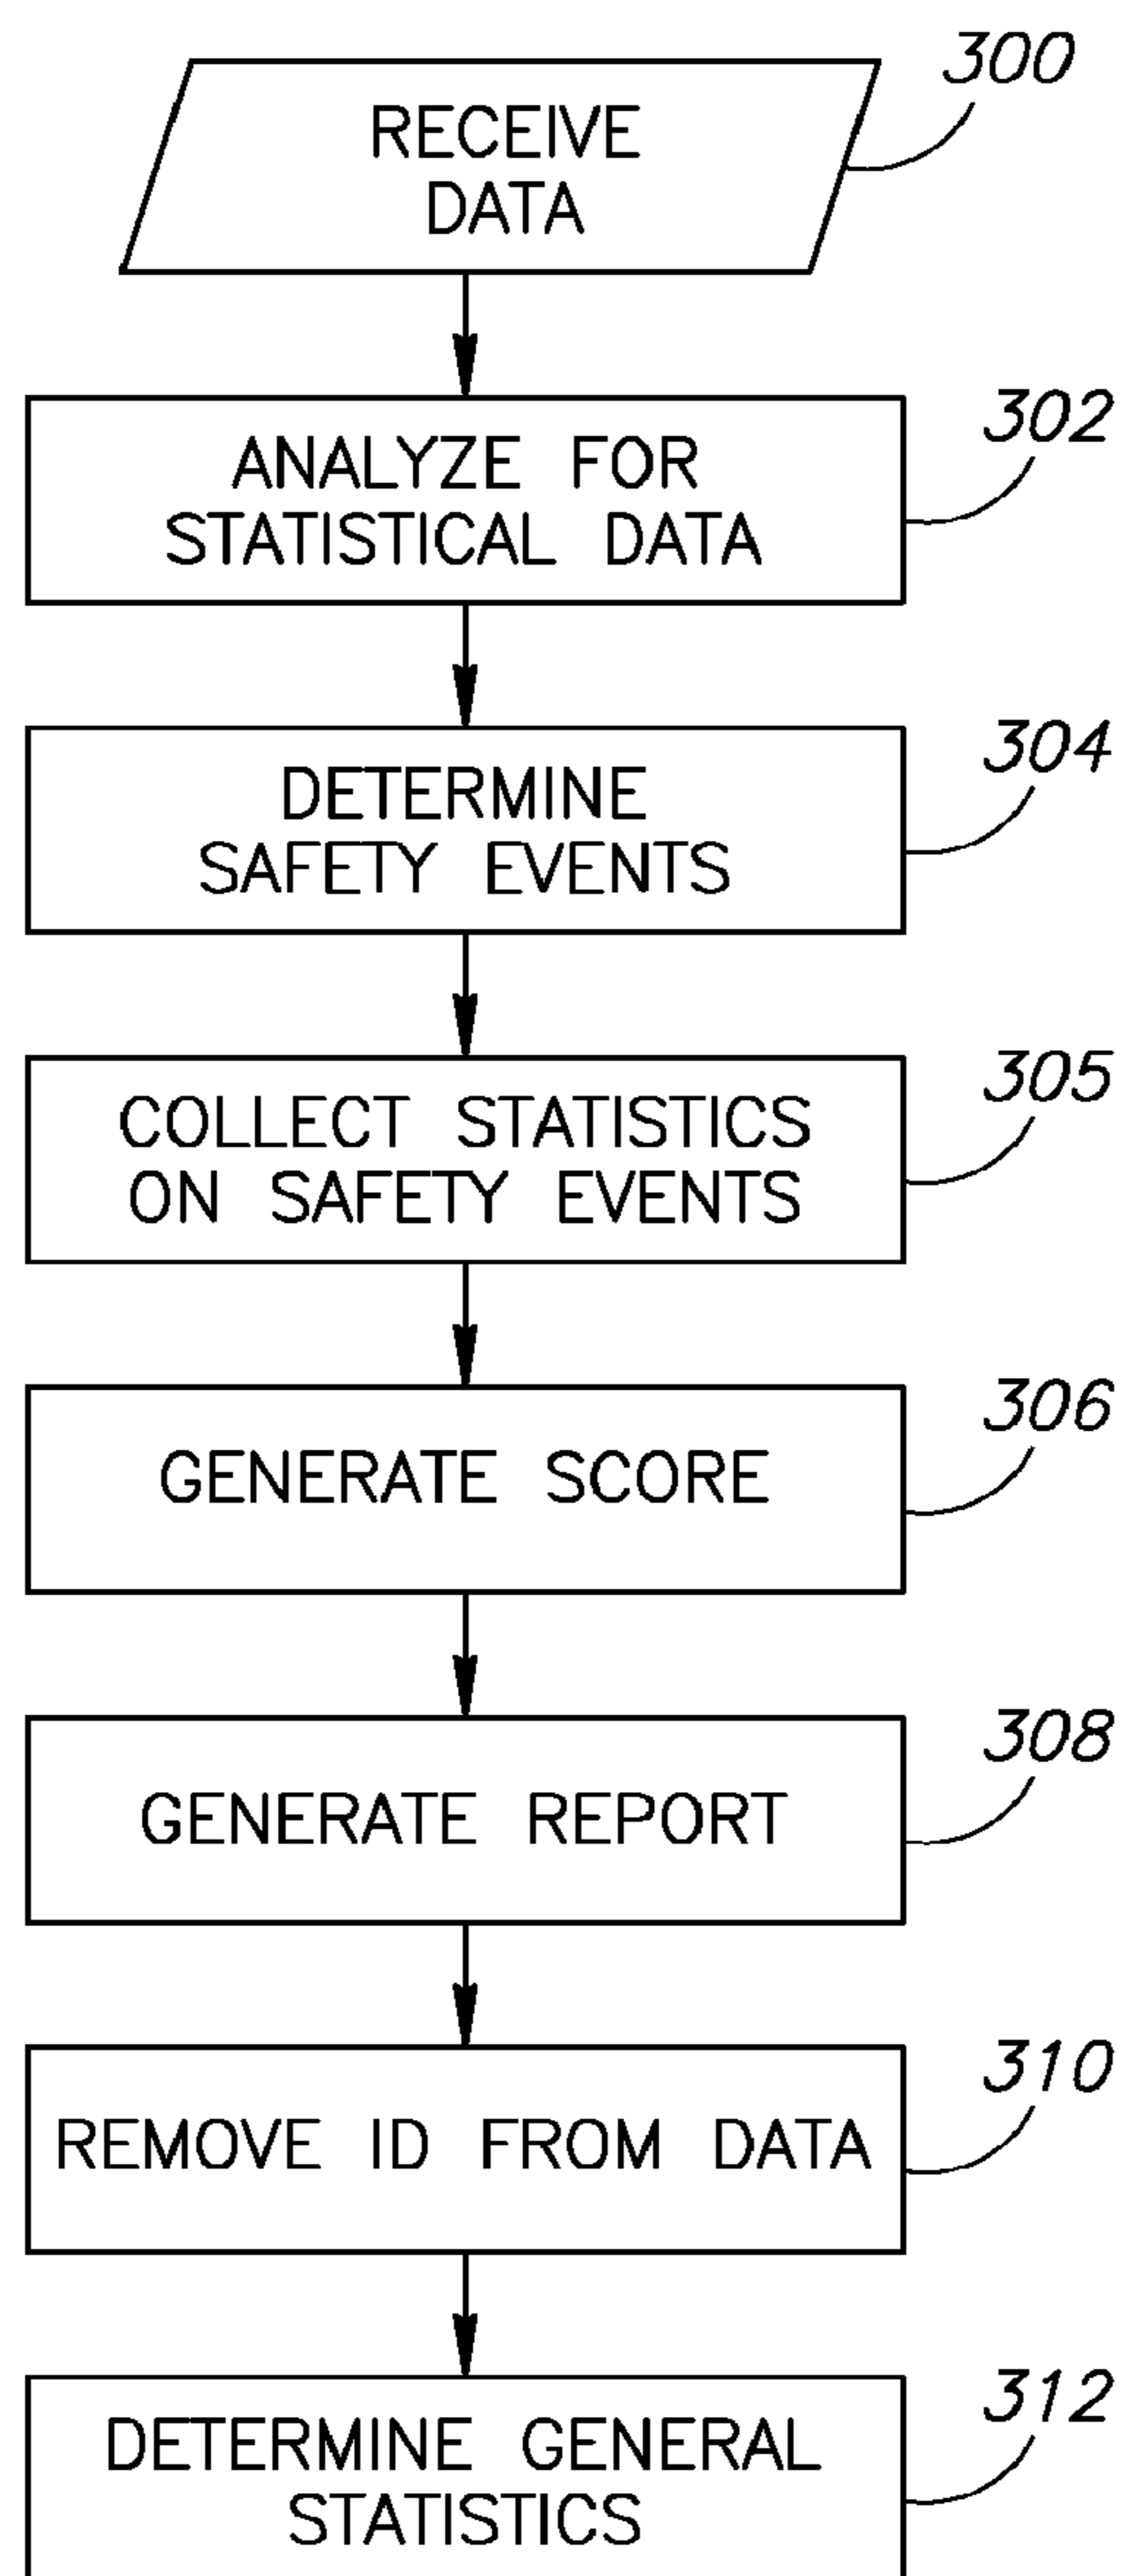 300
RECEIVE
DATA
302
ANALYZE FOR
STATISTICAL DATA
304
DETERMINE
SAFETY EVENTS
305
COLLECT STATISTICS
ON SAFETY EVENTS
306
GENERATE SCORE
308
GENERATE REPORT
310
REMOVE ID FROM DATA
312
DETERMINE GENERAL
STATISTICS